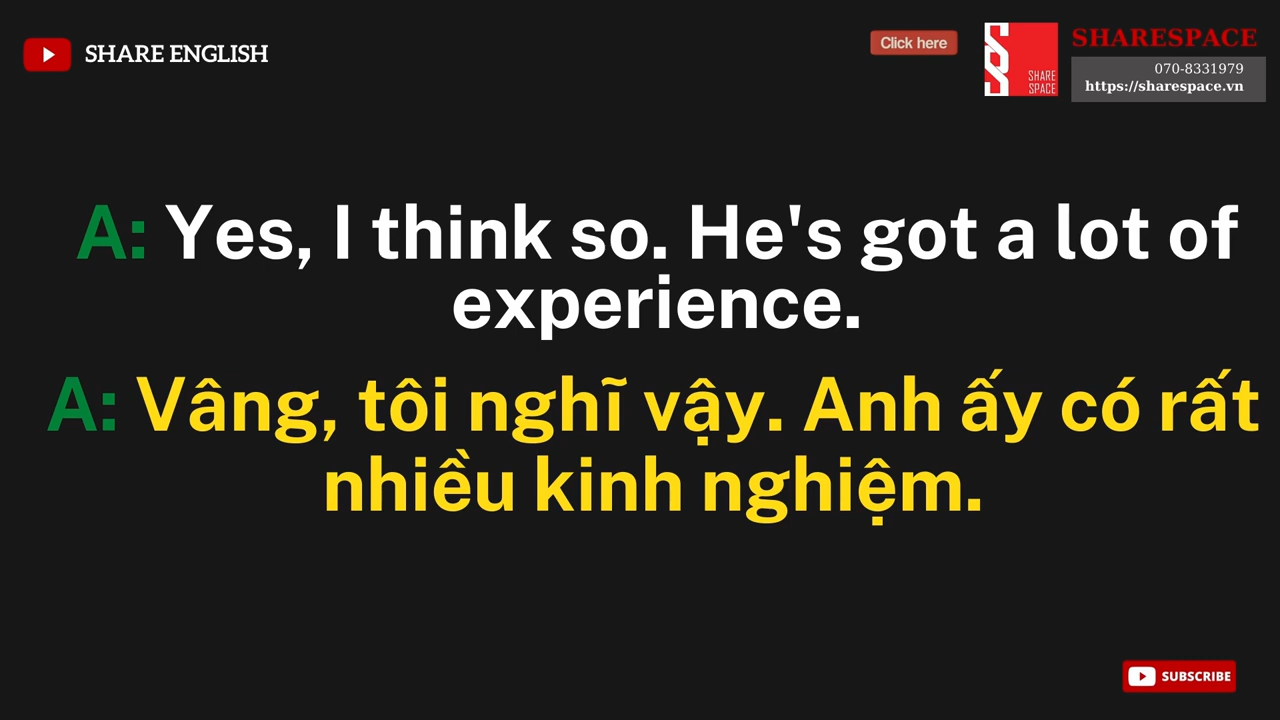 SHARE ENGLISH
Click here
SHARE
SPACE
SHARESPACE
070-8331979
https://sharespace.vn
A: Yes, I think so. He's got a lot of
experience.
A: Vâng, tôi nghĩ vậy. Anh ấy có rất
nhiều kinh nghiệm.
SUBSCRIBE